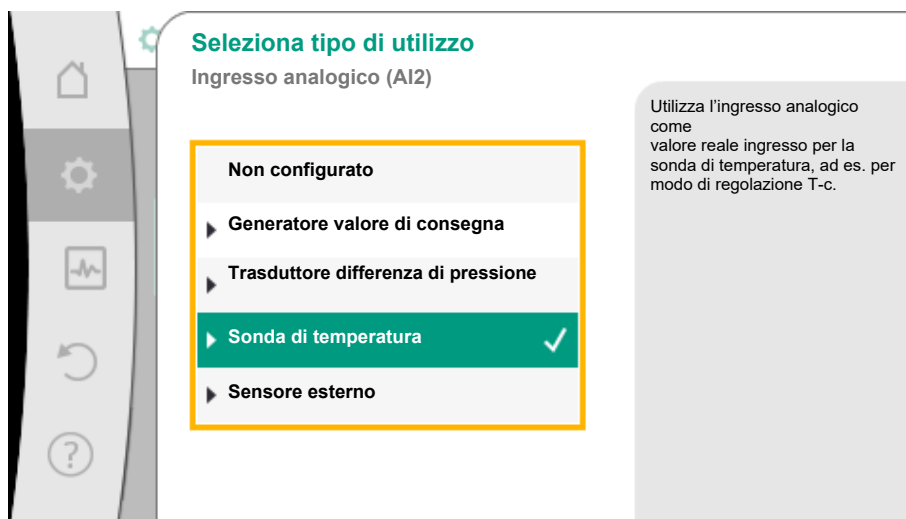 Seleziona tipo di utilizzo
Ingresso analogico (AI2)
Non configurato
Generatore valore di consegna
Trasduttore differenza di pressione
Sonda di temperatura
Sensore esterno
Utilizza l'ingresso analogico
come
valore reale ingresso per la
sonda di temperatura, ad es. per
modo di regolazione T-c.
?